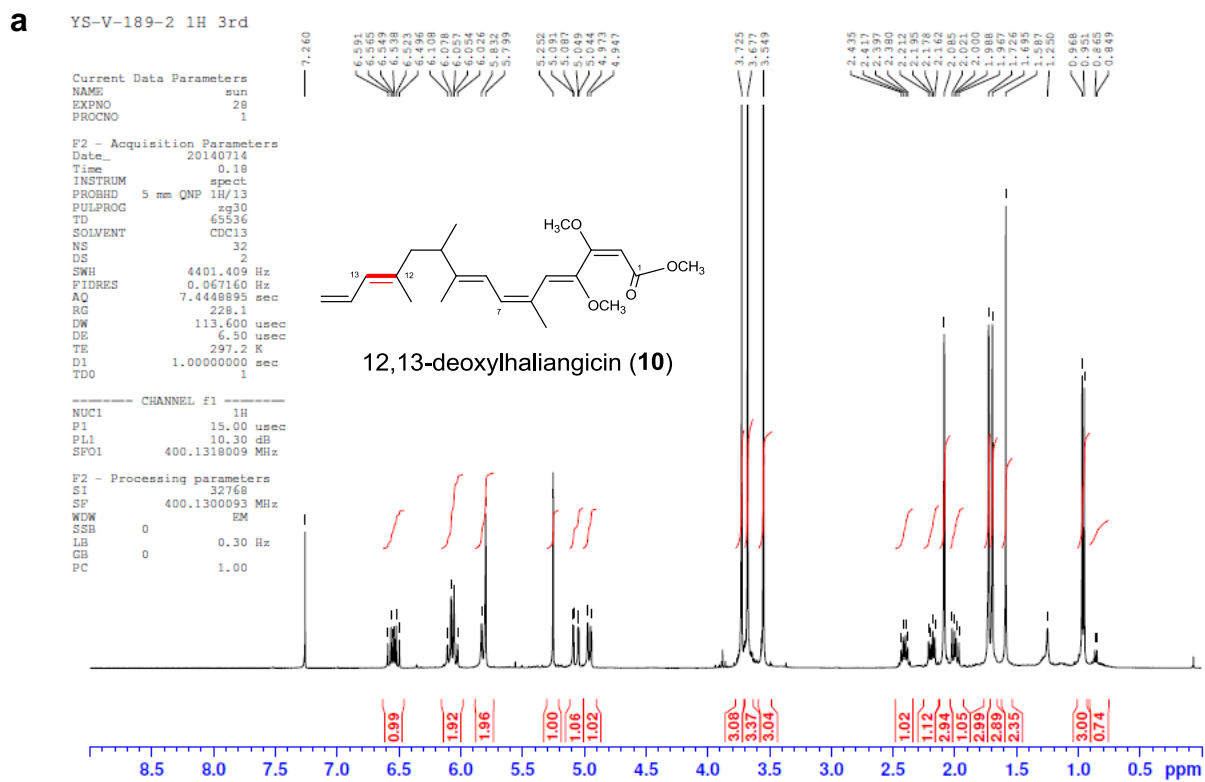 a
YS-V-189-2 1H 3rd
7.260
6.591
6.565
6.549
6.538
6.523
6.496
6.108
6.078
6.057
6.054
6.026
5.832
5.799
5.252
5.091
5.087
5.049
5.044
4.973
4.947
3.725
3.677
3.549
2.435
2.417
2.397
2.380
2.212
2.195
2.178
2.162
2.085
2.021
2.000
1.988
1.967
1.726
1.695
1.587
1.250
0.968
0.951
0.865
0.849
Current Data Parameters
NAME sun
EXPNO 28
PROCNO 1
F2 - Acquisition Parameters
Date_ 20140714
Time 0.18
INSTRUM spect
PROBHD 5 mm QNP 1H/13
PULPROG zg30
TD 65536
SOLVENT CDCl3
NS 32
DS 2
SWH 4401.409 Hz
FIDRES 0.067160 Hz
AQ 7.4448895 sec
RG 228.1
DW 113.600 usec
DE 6.50 usec
TE 297.2 K
D1 1.00000000 sec
TD0 1
======== CHANNEL f1 ========
NUC1 1H
P1 15.00 usec
PL1 10.30 dB
SFO1 400.1318009 MHz
F2 - Processing parameters
SI 32768
SF 400.1300093 MHz
WDW EM
SSB 0
LB 0.30 Hz
GB 0
PC 1.00
H3CO
1
OCH3
O
13
12
7
OCH3
12,13-deoxylhaliangicin (10)
0.99
1.92
1.96
1.00
1.06
1.02
3.08
3.37
3.04
1.02
1.12
2.94
1.05
2.99
2.89
2.35
3.00
0.74
8.5 8.0 7.5 7.0 6.5 6.0 5.5 5.0 4.5 4.0 3.5 3.0 2.5 2.0 1.5 1.0 0.5 ppm